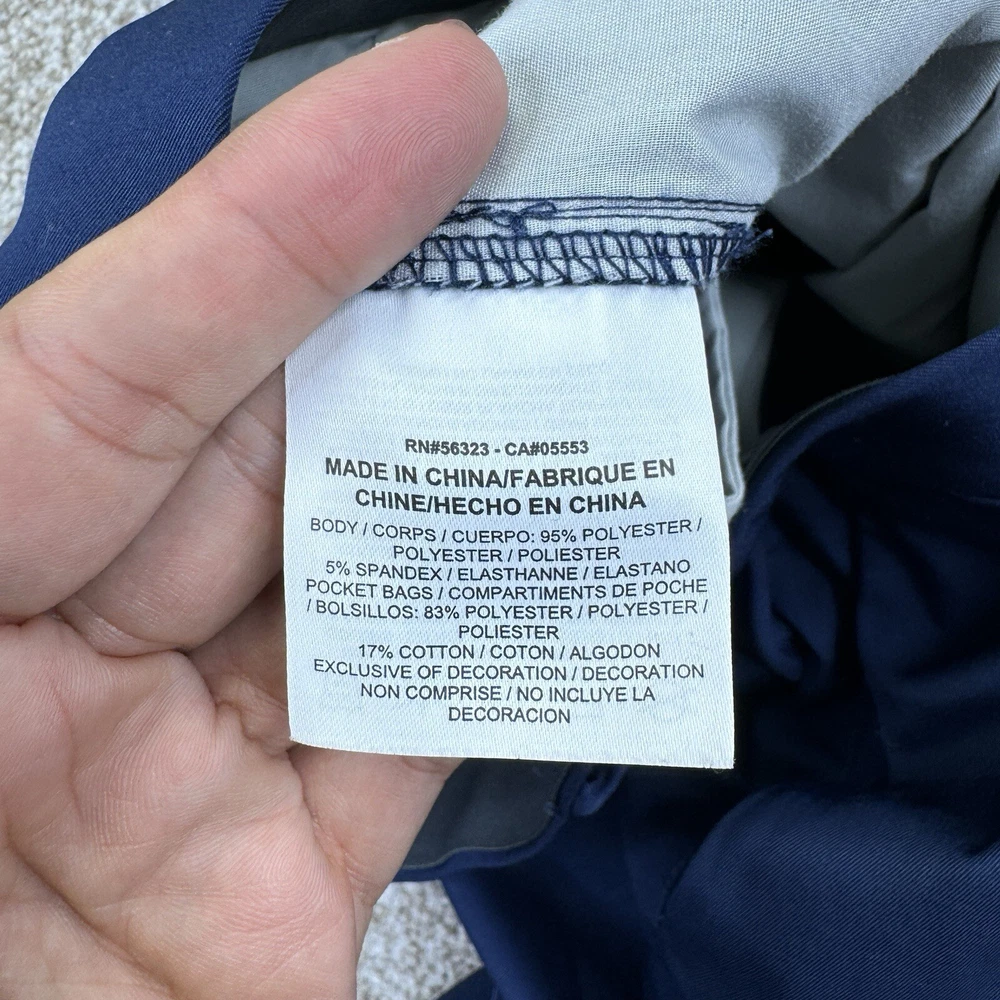 RN#56323 - CA#05553
MADE IN CHINA/FABRIQUE EN
CHINE/HECHO EN CHINA
BODY / CORPS / CUERPO: 95% POLYESTER /
POLYESTER / POLIESTER
5% SPANDEX / ELASTHANNE / ELASTANO
POCKET BAGS / COMPARTIMENTS DE POCHE
/ BOLSILLOS: 83% POLYESTER / POLYESTER /
POLIESTER
17% COTTON / COTON / ALGODON
EXCLUSIVE OF DECORATION / DECORATION
NON COMPRISE / NO INCLUYE LA
DECORACION